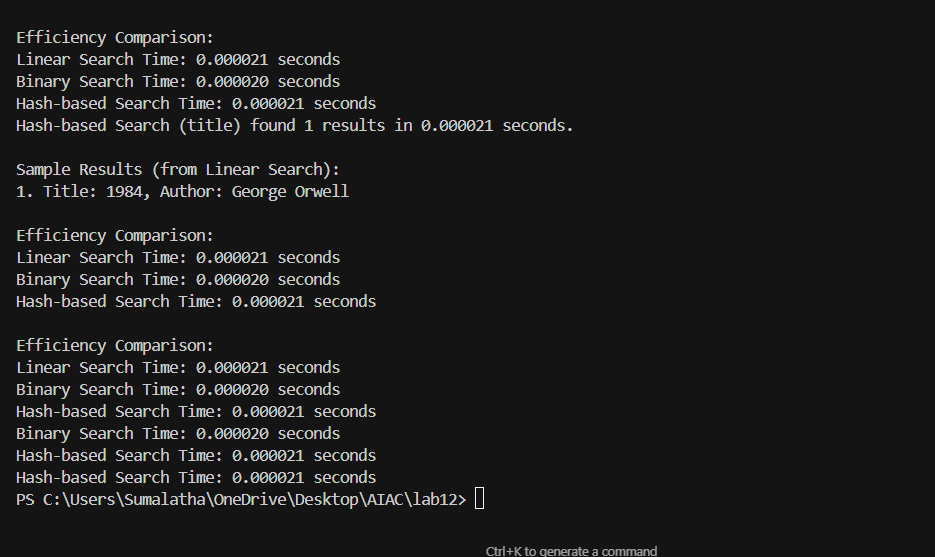 Efficiency Comparison:
Linear Search Time: 0.000021 seconds
Binary Search Time: 0.000020 seconds
Hash-based Search Time: 0.000021 seconds
Hash-based Search (title) found 1 results in 0.000021 seconds.
Sample Results (from Linear Search):
1. Title: 1984, Author: George Orwell
Efficiency Comparison:
Linear Search Time: 0.000021 seconds
Binary Search Time: 0.000020 seconds
Hash-based Search Time: 0.000021 seconds
Efficiency Comparison:
Linear Search Time: 0.000021 seconds
Binary Search Time: 0.000020 seconds
Hash-based Search Time: 0.000021 seconds
Binary Search Time: 0.000020 seconds
Hash-based Search Time: 0.000021 seconds
Hash-based Search Time: 0.000021 seconds
PS C:\Users\Sumalatha\OneDrive\Desktop\AIAC\lab12>
Ctrl+K to generate a command